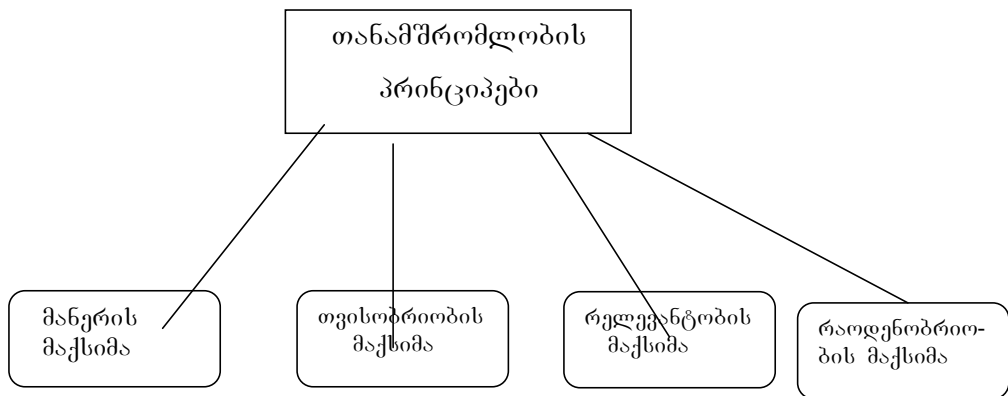 თანამშრომლობის
პრინციპები
მანერის
მაქსიმა
თვისობრიობის
მაქსიმა
რელევანტობის
მაქსიმა
რაოდენობრიო-
ბის მაქსიმა